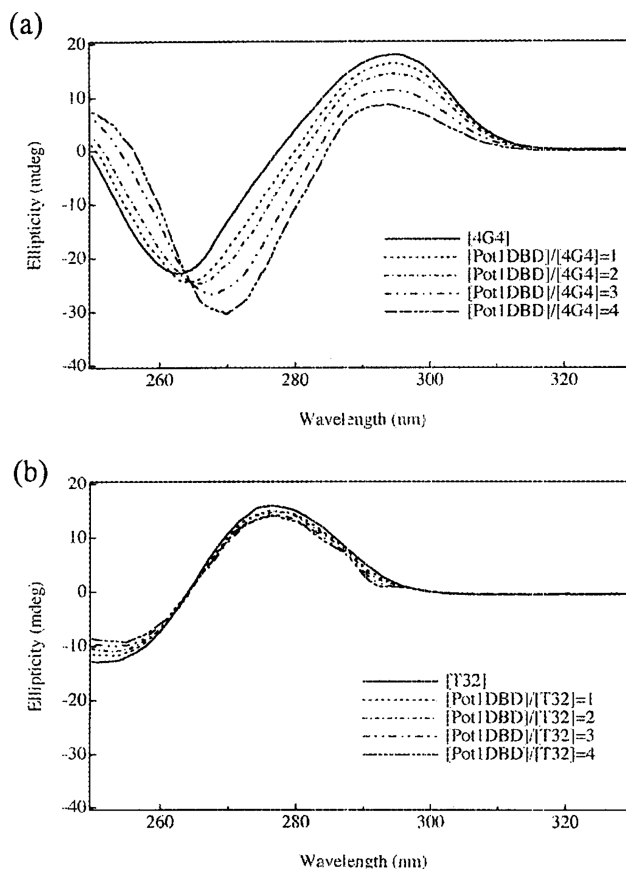 (a)
20
10
0
-10
-20
-30
-40
Ellipticity (mdeg)
[4G4]
[Pot1DBD]/[4G4]=1
[Pot1DBD]/[4G4]=2
[Pot1DBD]/[4G4]=3
[Pot1DBD]/[4G4]=4
260
280
300
320
Wavelength (nm)
(b)
20
10
0
-10
-20
-30
-40
Ellipticity (mdeg)
[T32]
[Pot1DBD]/[T32]=1
[Pot1DBD]/[T32]=2
[Pot1DBD]/[T32]=3
[Pot1DBD]/[T32]=4
260
280
300
320
Wavelength (nm)